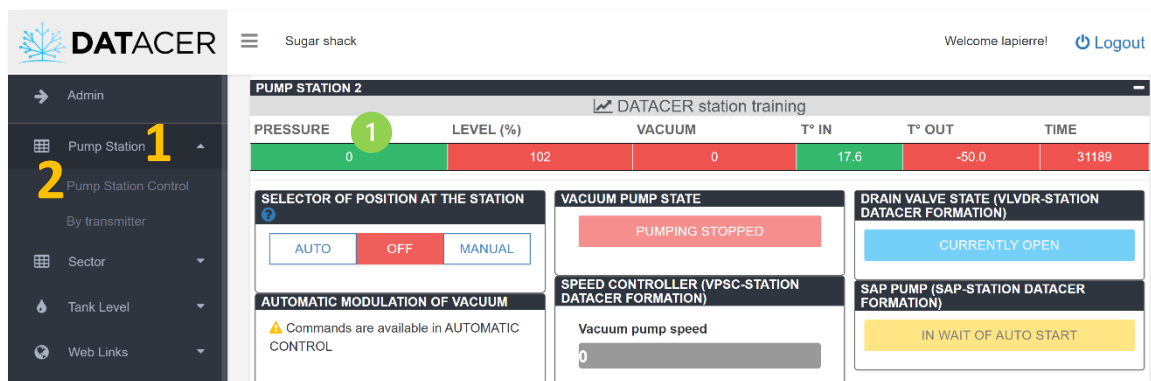 DATACER
Sugar shack
Welcome lapierre!
Logout
Admin
Pump Station
1
2
Pump Station Control
By transmitter
Sector
Tank Level
Web Links
PUMP STATION 2
DATACER station training
PRESSURE 1 LEVEL (%) VACUUM T° IN T° OUT TIME
0 102 0 17.6 -50.0 31189
SELECTOR OF POSITION AT THE STATION
?
AUTO OFF MANUAL
AUTOMATIC MODULATION OF VACUUM
Commands are available in AUTOMATIC
CONTROL
VACUUM PUMP STATE
PUMPING STOPPED
SPEED CONTROLLER (VPSC-STATION
DATACER FORMATION)
Vacuum pump speed
0
DRAIN VALVE STATE (VLVDR-STATION
DATACER FORMATION)
CURRENTLY OPEN
SAP PUMP (SAP-STATION DATACER
FORMATION)
IN WAIT OF AUTO START